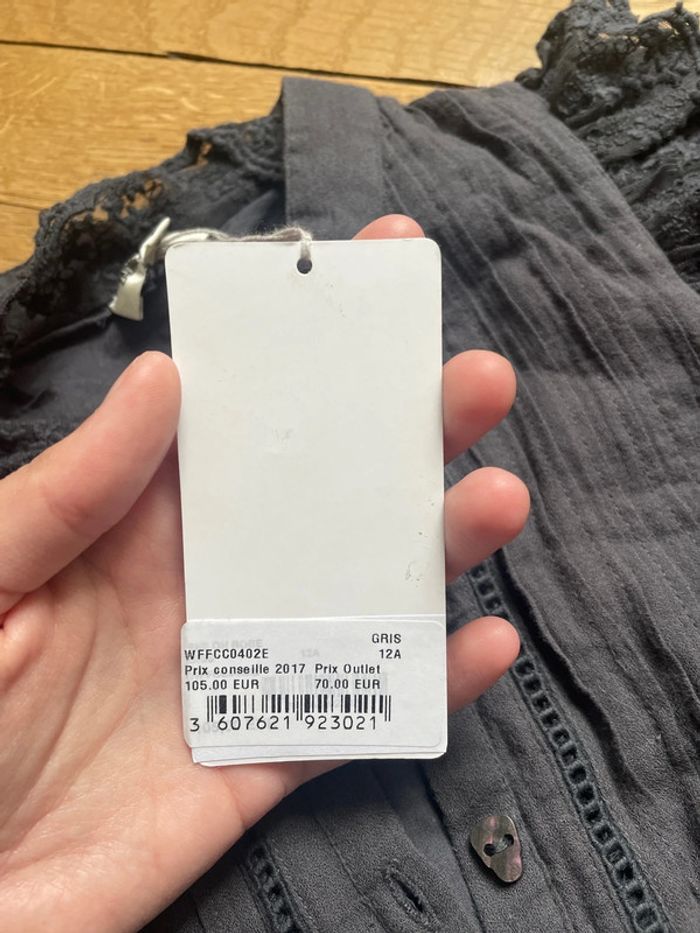 GRIS
WFFCC0402E 12A
Prix conseille 2017 Prix Outlet
105.00 EUR 70.00 EUR
3 607621 923021